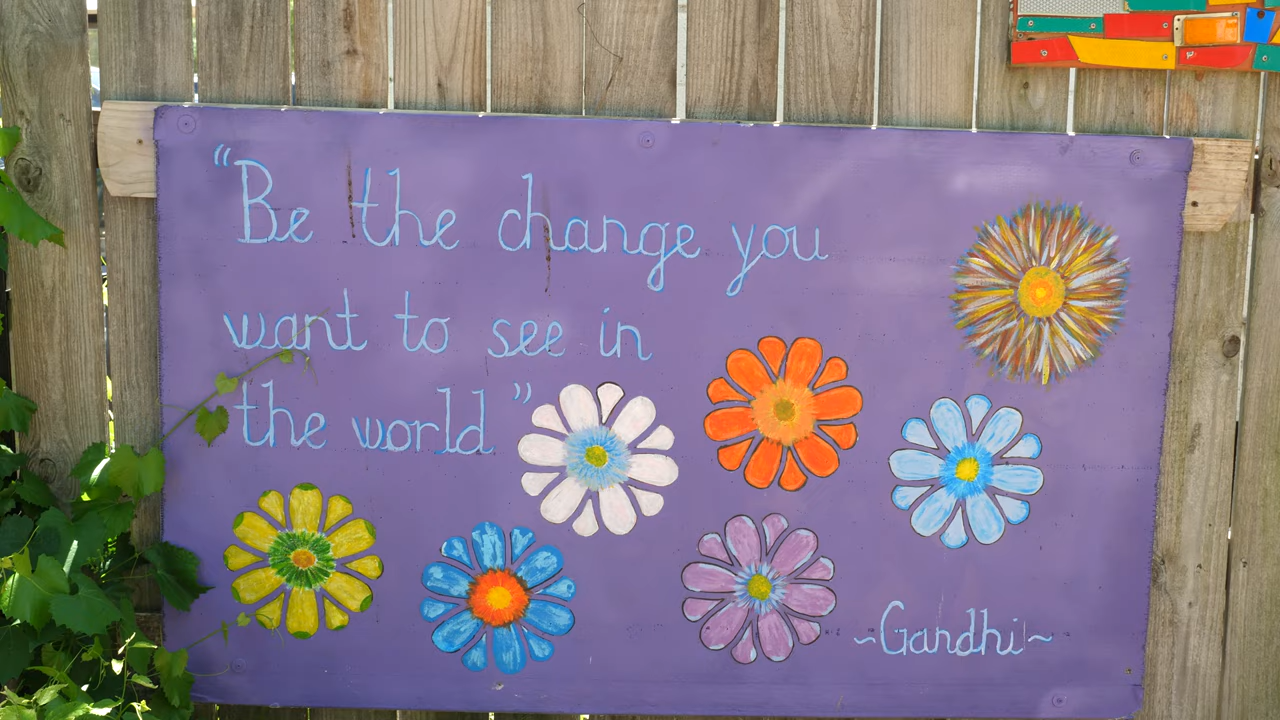 “Be the change you
want to see in
the world”
~Gandhi~